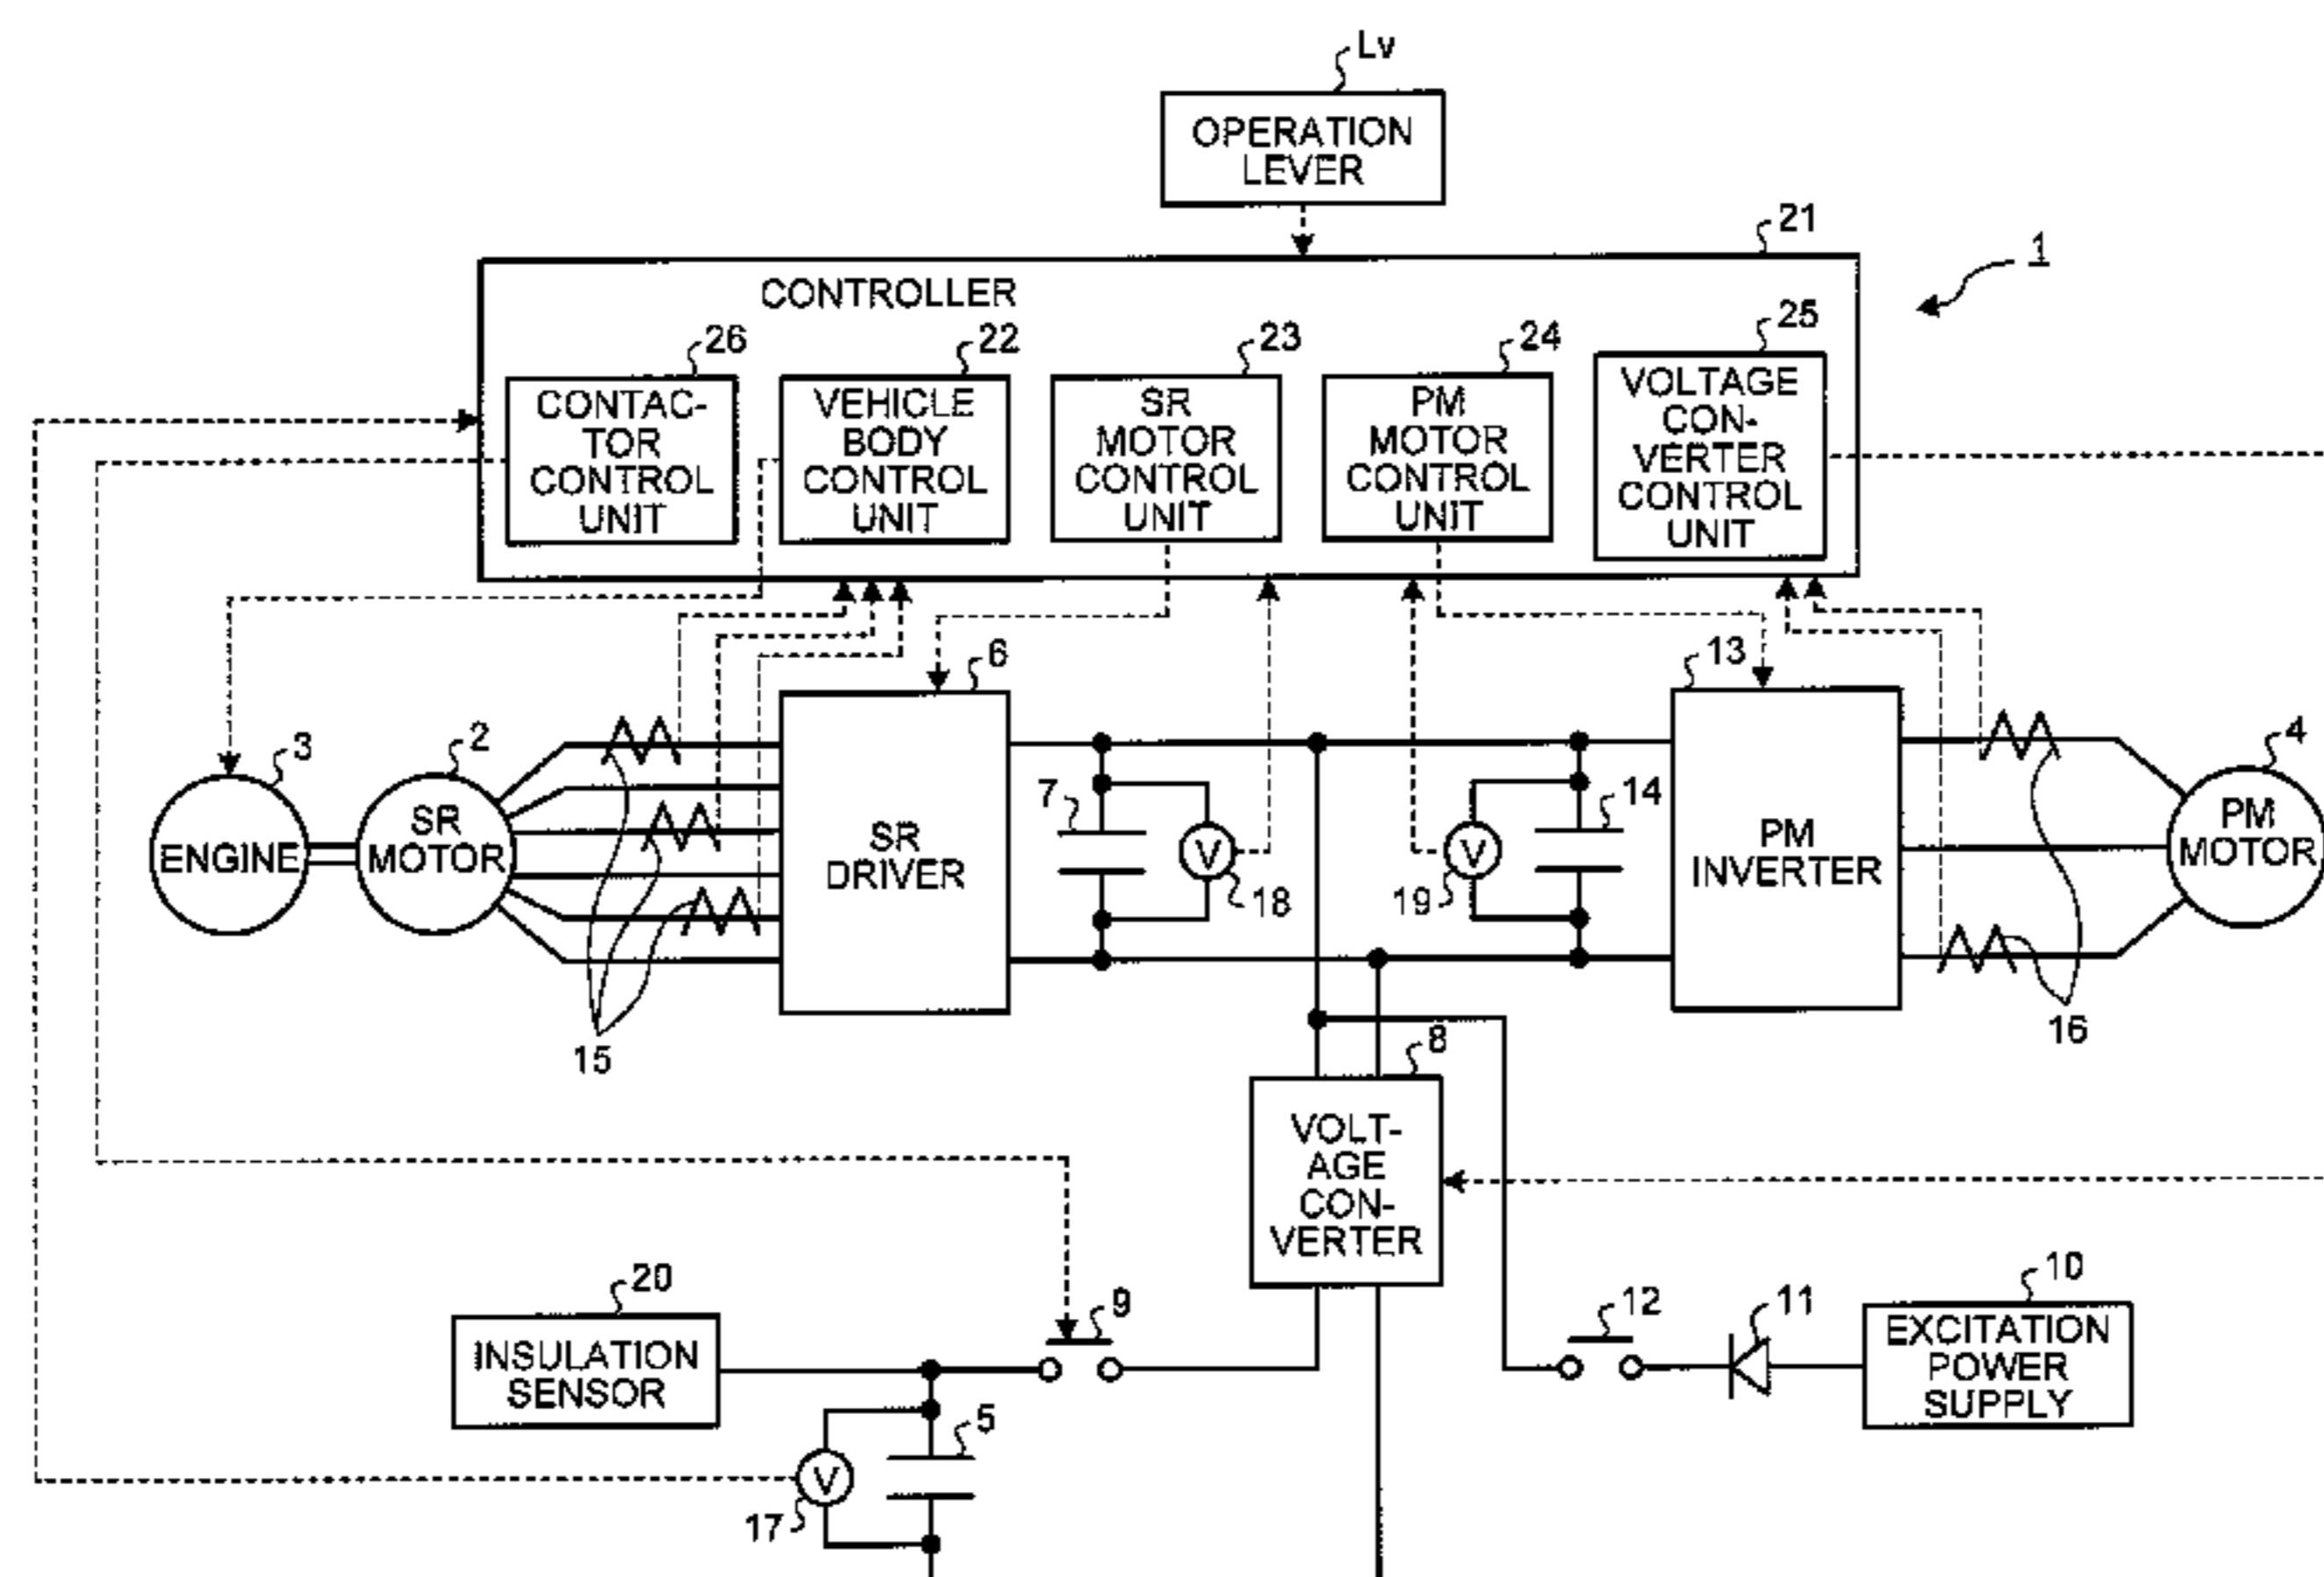 Lv
OPERATION
LEVER
21
1
CONTROLLER
26
22
23
24
25
CONTAC-
TOR
CONTROL
UNIT
VEHICLE
BODY
CONTROL
UNIT
SR
MOTOR
CONTROL
UNIT
PM
MOTOR
CONTROL
UNIT
VOLTAGE
CON-
VERTER
CONTROL
UNIT
6
13
3
2
4
ENGINE
SR
MOTOR
SR
DRIVER
7
V
18
V
19
14
PM
INVERTER
PM
MOTOR
15
16
8
VOLT-
AGE
CON-
VERTER
20
INSULATION
SENSOR
9
12
11
10
EXCITATION
POWER
SUPPLY
5
V
17